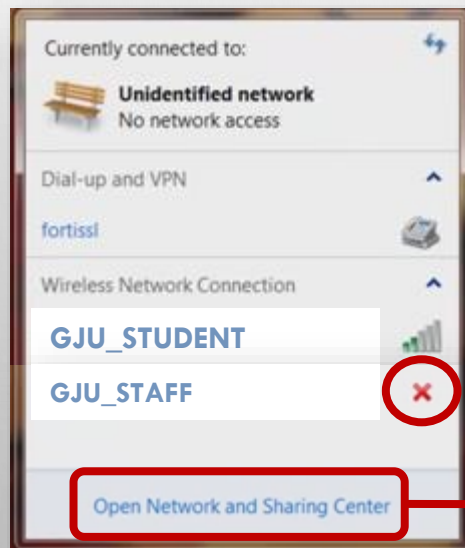 Currently connected to:
Unidentified network
No network access
Dial-up and VPN
fortissl
Wireless Network Connection
GJU_STUDENT
GJU_STAFF
Open Network and Sharing Center